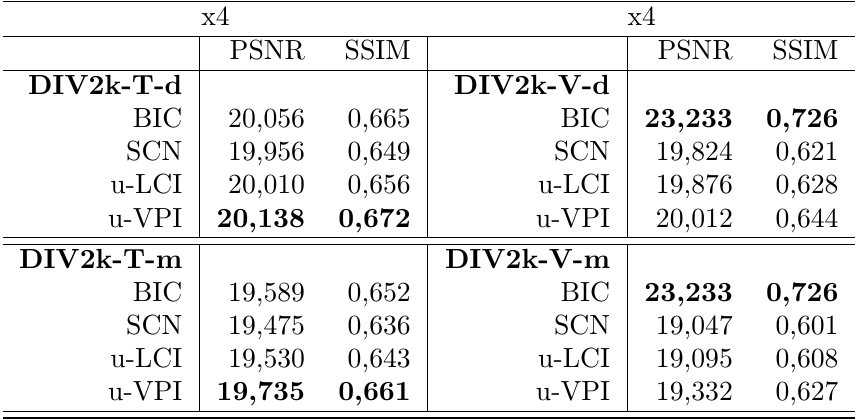 x4 x4
PSNR SSIM PSNR SSIM
DIV2k-T-d DIV2k-V-d
BIC 20,056 0,665 BIC 23,233 0,726
SCN 19,956 0,649 SCN 19,824 0,621
u-LCI 20,010 0,656 u-LCI 19,876 0,628
u-VPI 20,138 0,672 u-VPI 20,012 0,644
DIV2k-T-m DIV2k-V-m
BIC 19,589 0,652 BIC 23,233 0,726
SCN 19,475 0,636 SCN 19,047 0,601
u-LCI 19,530 0,643 u-LCI 19,095 0,608
u-VPI 19,735 0,661 u-VPI 19,332 0,627